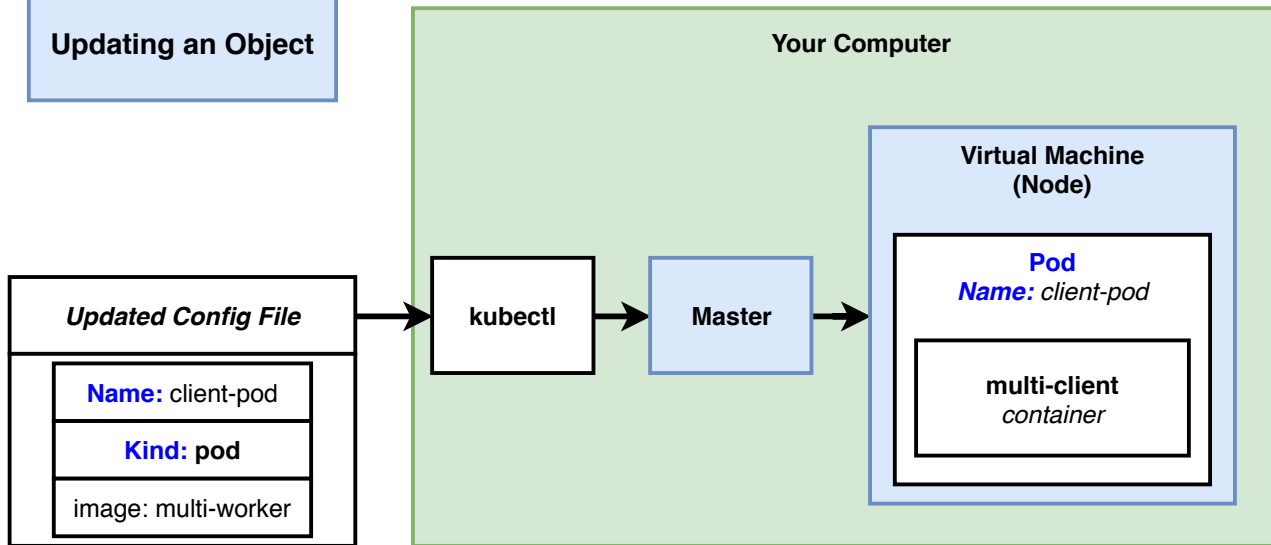 Updating an Object
Your Computer
Virtual Machine
(Node)
Pod
Name: client-pod
Updated Config File
kubectl
Master
multi-client
container
Name: client-pod
Kind: pod
image: multi-worker